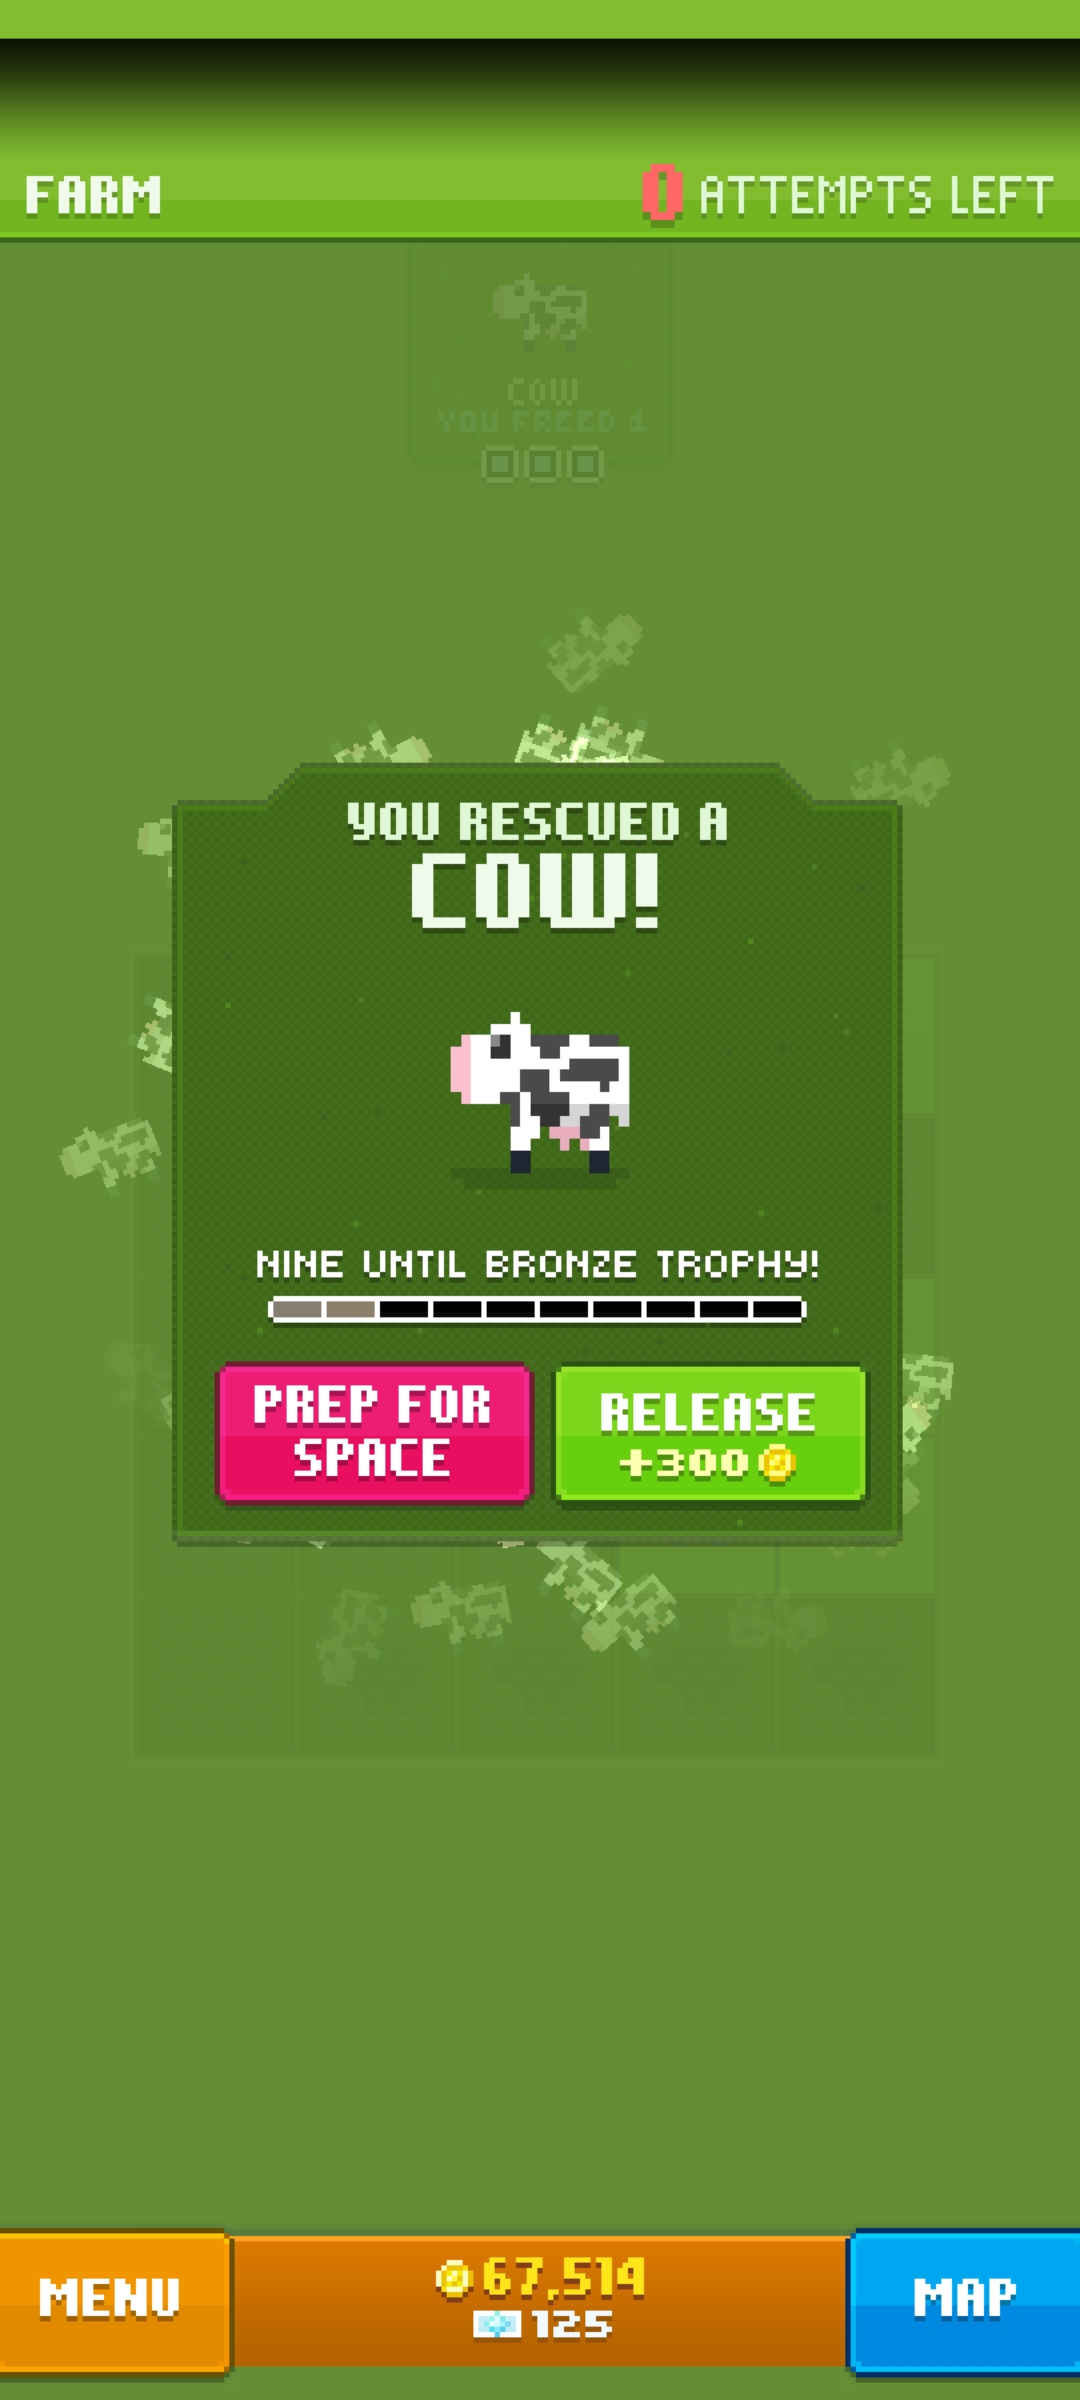 FARM
0 ATTEMPTS LEFT
COW
YOU FREED 1
YOU RESCUED A
COW!
NINE UNTIL BRONZE TROPHY!
PREP FOR
SPACE
RELEASE
+300
MENU
67,514
125
MAP